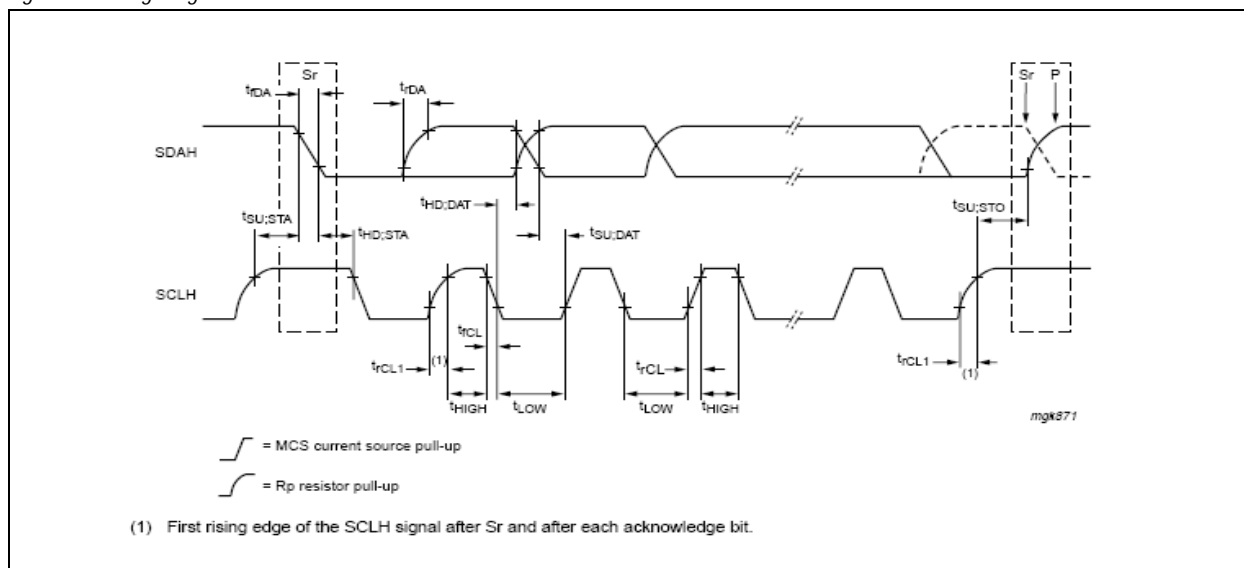 Sr
Sr P
tfDA
trDA
SDAH
tSU;STA
tHD;STA
tHD;DAT
tSU;DAT
tSU;STO
SCLH
tfCL
trCL1
(1)
tHIGH
tLOW
trCL
tLOW
tHIGH
trCL1
(1)
mgk871
= MCS current source pull-up
= Rp resistor pull-up
(1) First rising edge of the SCLH signal after Sr and after each acknowledge bit.